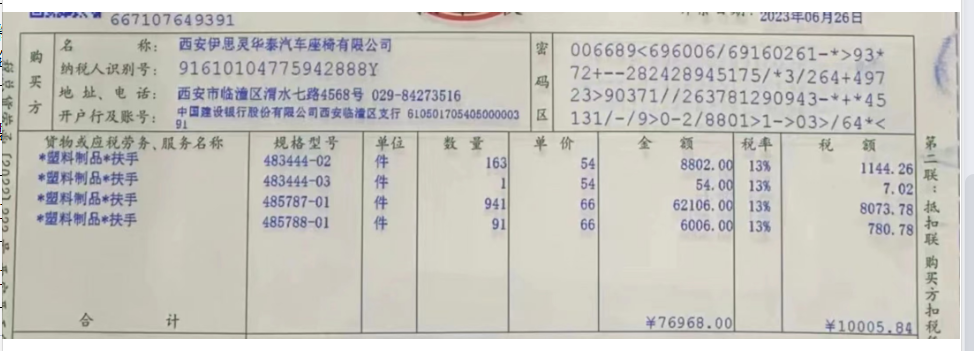 667107649391
2023年06月26日
购买方
名 称: 西安伊思灵华泰汽车座椅有限公司
纳税人识别号: 91610104775942888Y
地 址、电 话: 西安市临潼区渭水七路4568号 029-84273516
开户行及账号: 中国建设银行股份有限公司西安临潼区支行 610501705405000003
91
密码区
006689<696006/69160261-*>93*
72+--282428945175/*3/264+497
23>90371//263781290943-*+*45
131/-/9>0-2/8801>1->03>/64*<
货物或应税劳务、服务名称 规格型号 单位 数 量 单 价 金 额 税率 税 额
*塑料制品*扶手 483444-02 件 163 54 8802.00 13% 1144.26
*塑料制品*扶手 483444-03 件 1 54 54.00 13% 7.02
*塑料制品*扶手 485787-01 件 941 66 62106.00 13% 8073.78
*塑料制品*扶手 485788-01 件 91 66 6006.00 13% 780.78
合 计 ¥76968.00 ¥10005.84
第二联:抵扣联 购买方扣税